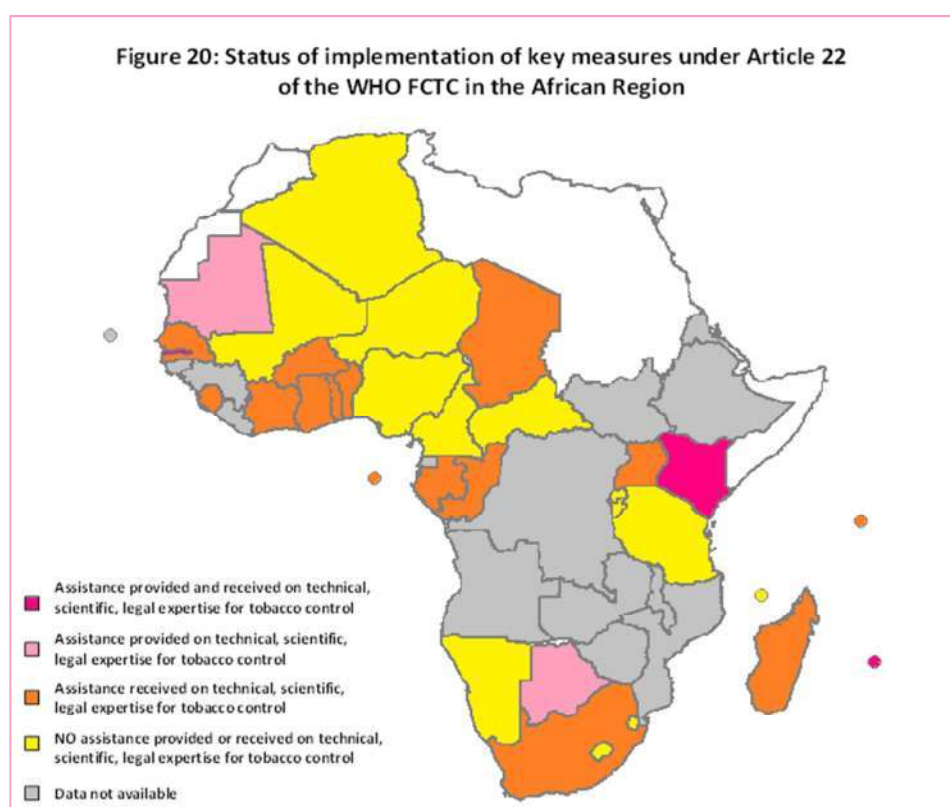 Figure 20: Status of implementation of key measures under Article 22
of the WHO FCTC in the African Region
Assistance provided and received on technical,
scientific, legal expertise for tobacco control
Assistance provided on technical, scientific,
legal expertise for tobacco control
Assistance received on technical, scientific,
legal expertise for tobacco control
NO assistance provided or received on technical,
scientific, legal expertise for tobacco control
Data not available